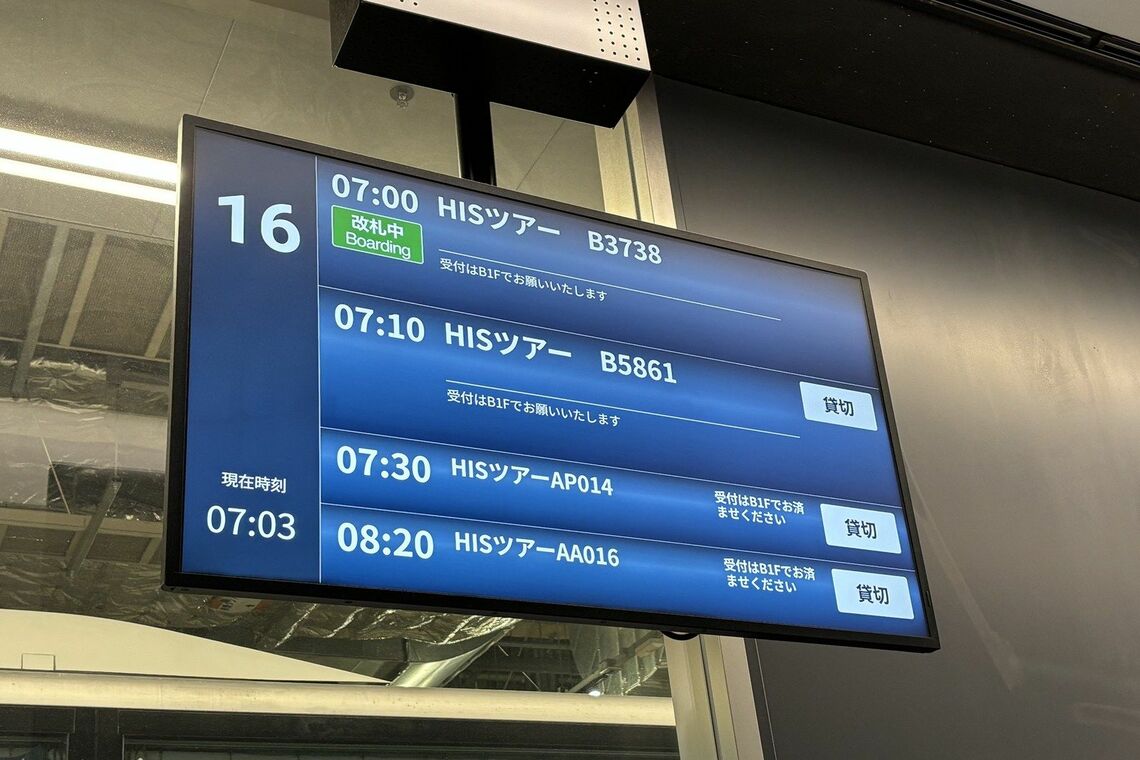 16
現在時刻
07:03
07:00 HISツアー B3738
改札中
Boarding
受付はB1Fでお願いいたします
07:10 HISツアー B5861
受付はB1Fでお願いいたします
貸切
07:30 HISツアーAP014
受付はB1Fでお済
ませください
貸切
08:20 HISツアーAA016
受付はB1Fでお済
ませください
貸切